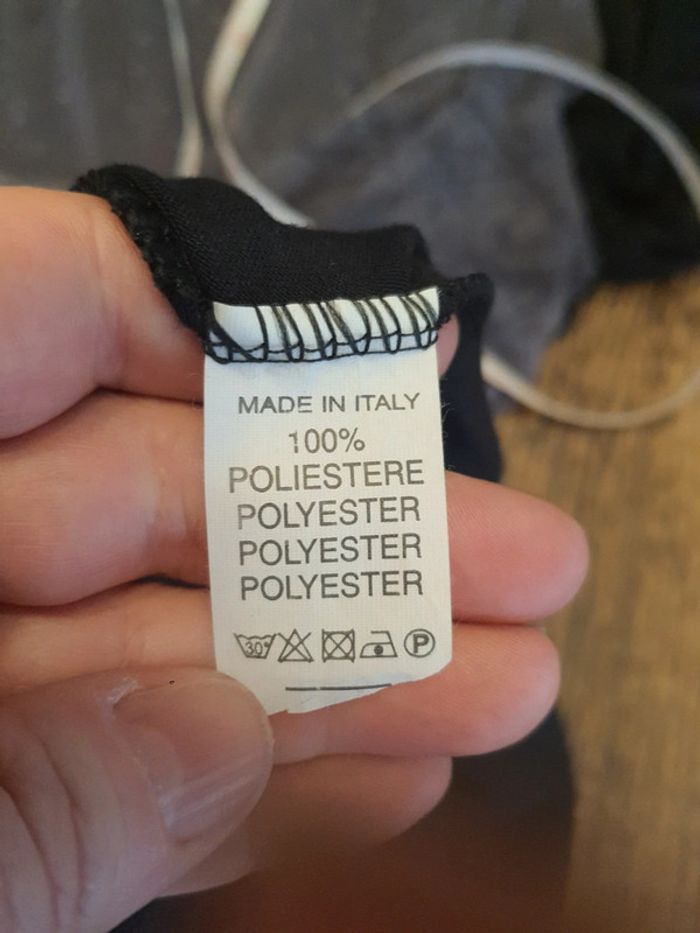 MADE IN ITALY
100%
POLIESTERE
POLYESTER
POLYESTER
POLYESTER
30° P